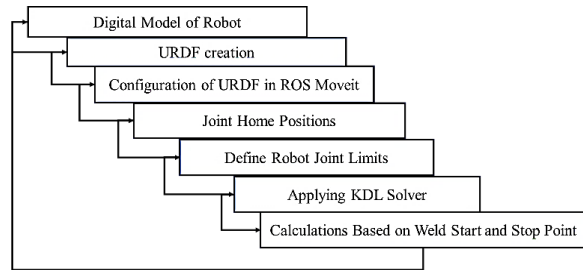 Digital Model of Robot
URDF creation
Configuration of URDF in ROS Moveit
Joint Home Positions
Define Robot Joint Limits
Applying KDL Solver
Calculations Based on Weld Start and Stop Point